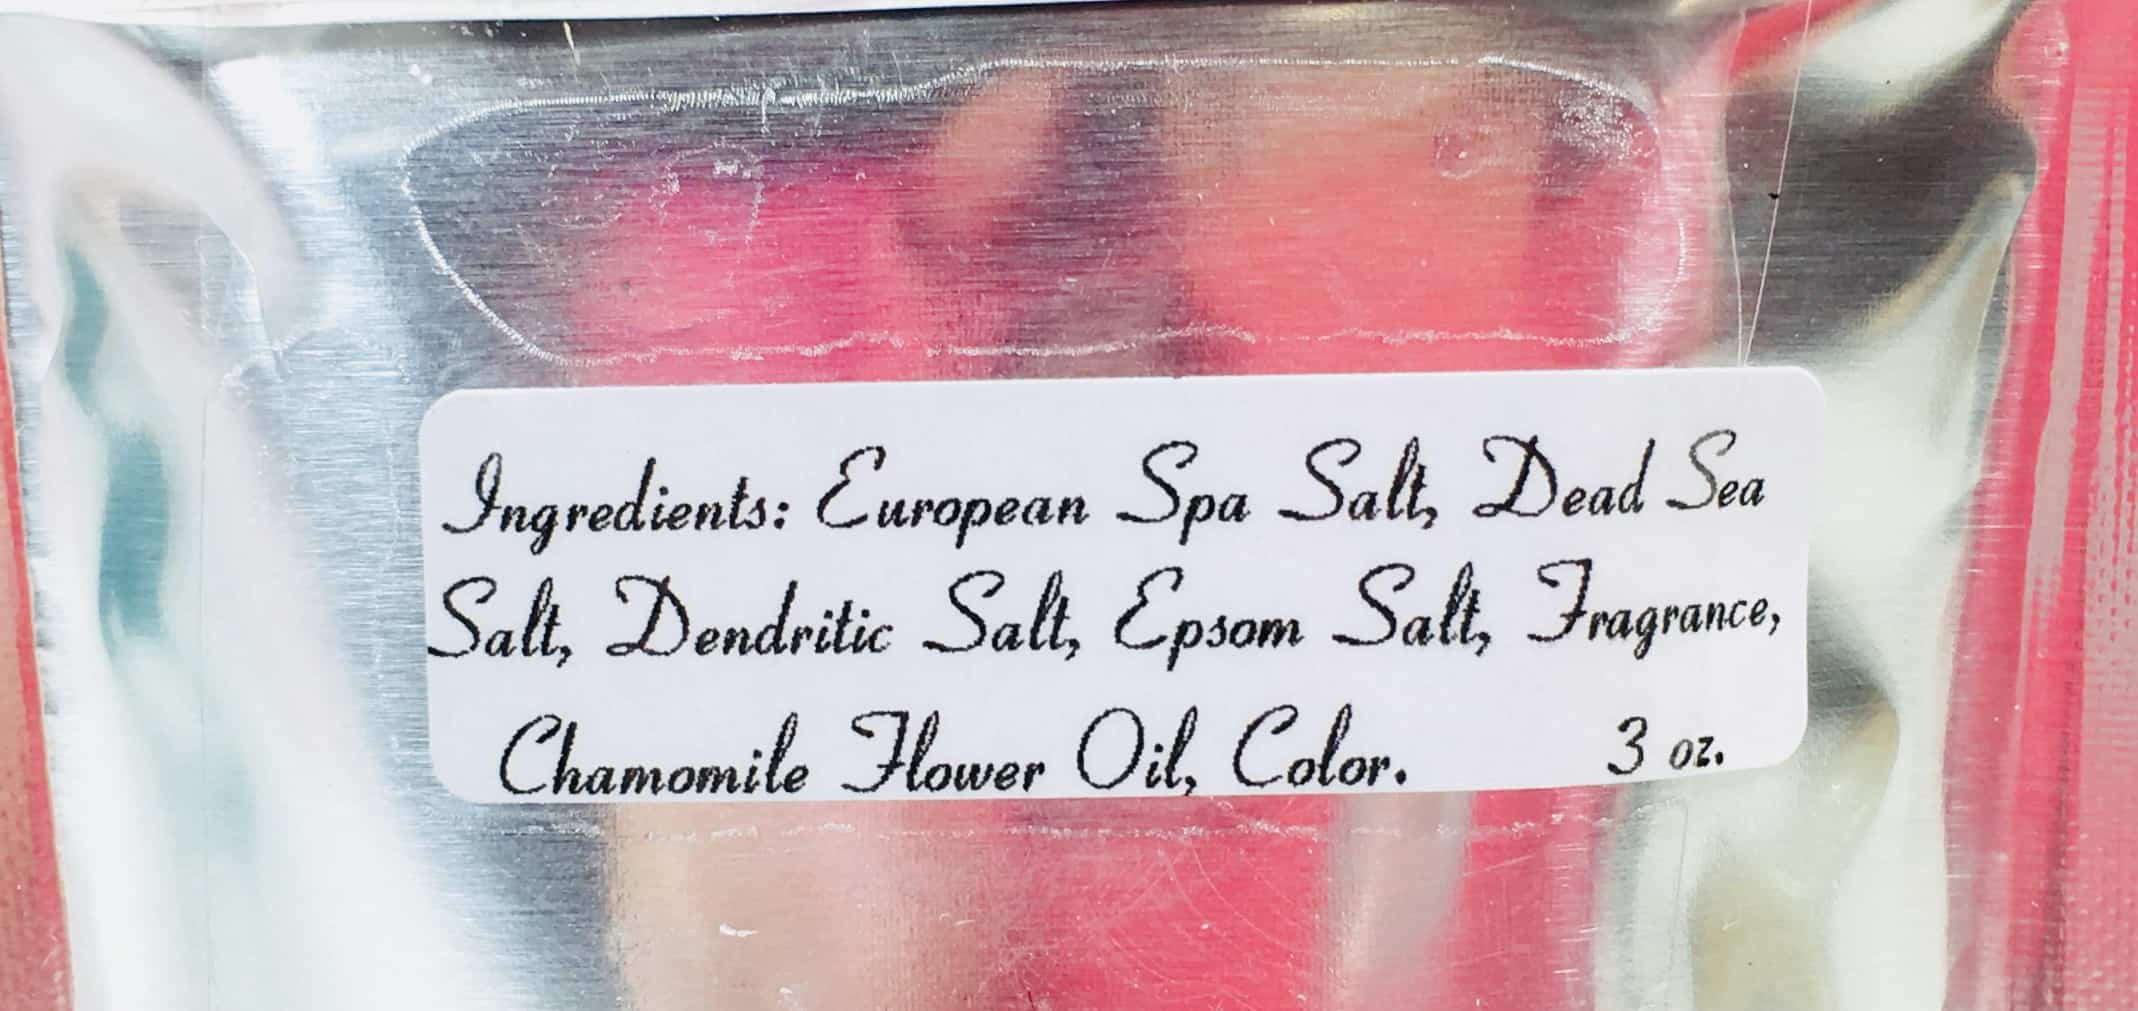 Ingredients: European Spa Salt, Dead Sea
Salt, Dendritic Salt, Epsom Salt, Fragrance,
Chamomile Flower Oil, Color. 3 oz.